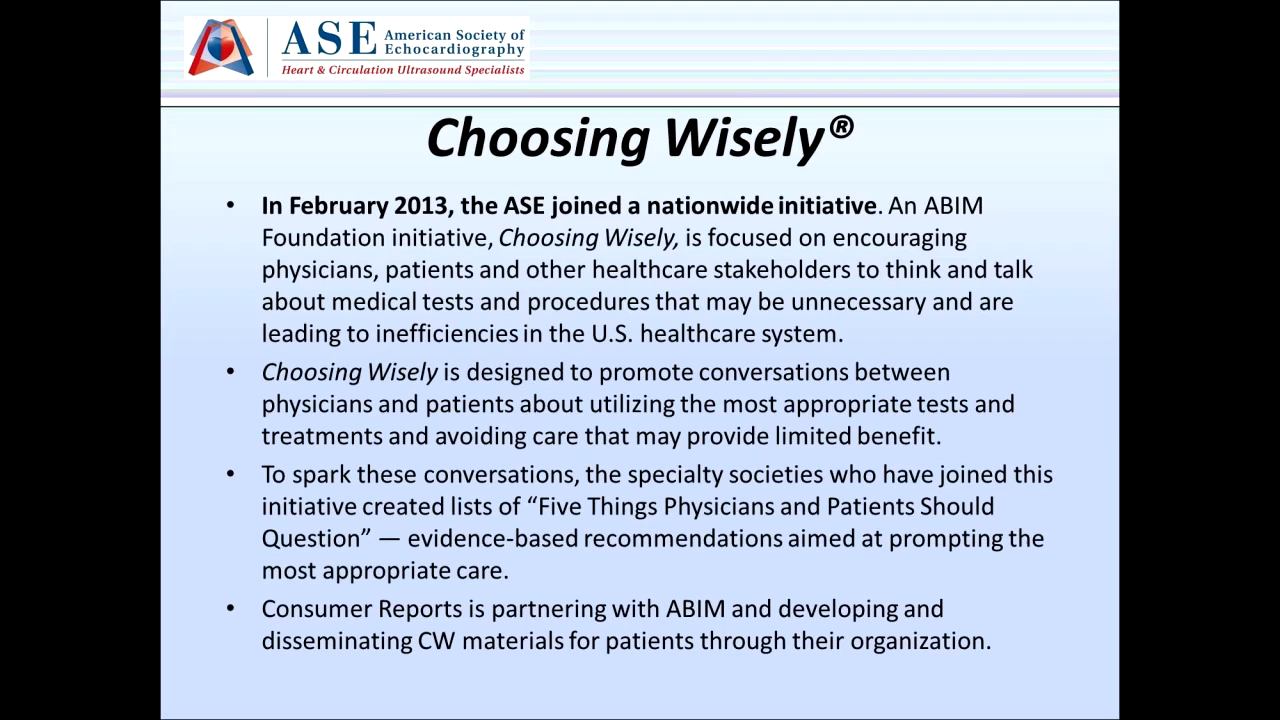 ASE American Society of
Echocardiography
Heart & Circulation Ultrasound Specialists
Choosing Wisely®
• In February 2013, the ASE joined a nationwide initiative. An ABIM
Foundation initiative, Choosing Wisely, is focused on encouraging
physicians, patients and other healthcare stakeholders to think and talk
about medical tests and procedures that may be unnecessary and are
leading to inefficiencies in the U.S. healthcare system.
• Choosing Wisely is designed to promote conversations between
physicians and patients about utilizing the most appropriate tests and
treatments and avoiding care that may provide limited benefit.
• To spark these conversations, the specialty societies who have joined this
initiative created lists of “Five Things Physicians and Patients Should
Question” — evidence-based recommendations aimed at prompting the
most appropriate care.
• Consumer Reports is partnering with ABIM and developing and
disseminating CW materials for patients through their organization.